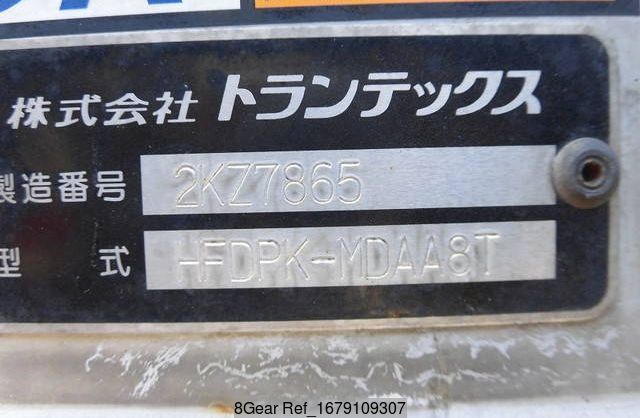 株式会社 トランテックス
製造番号 2KZ7865
型 式 HFDPK-MDAA8T
8Gear Ref_1679109307